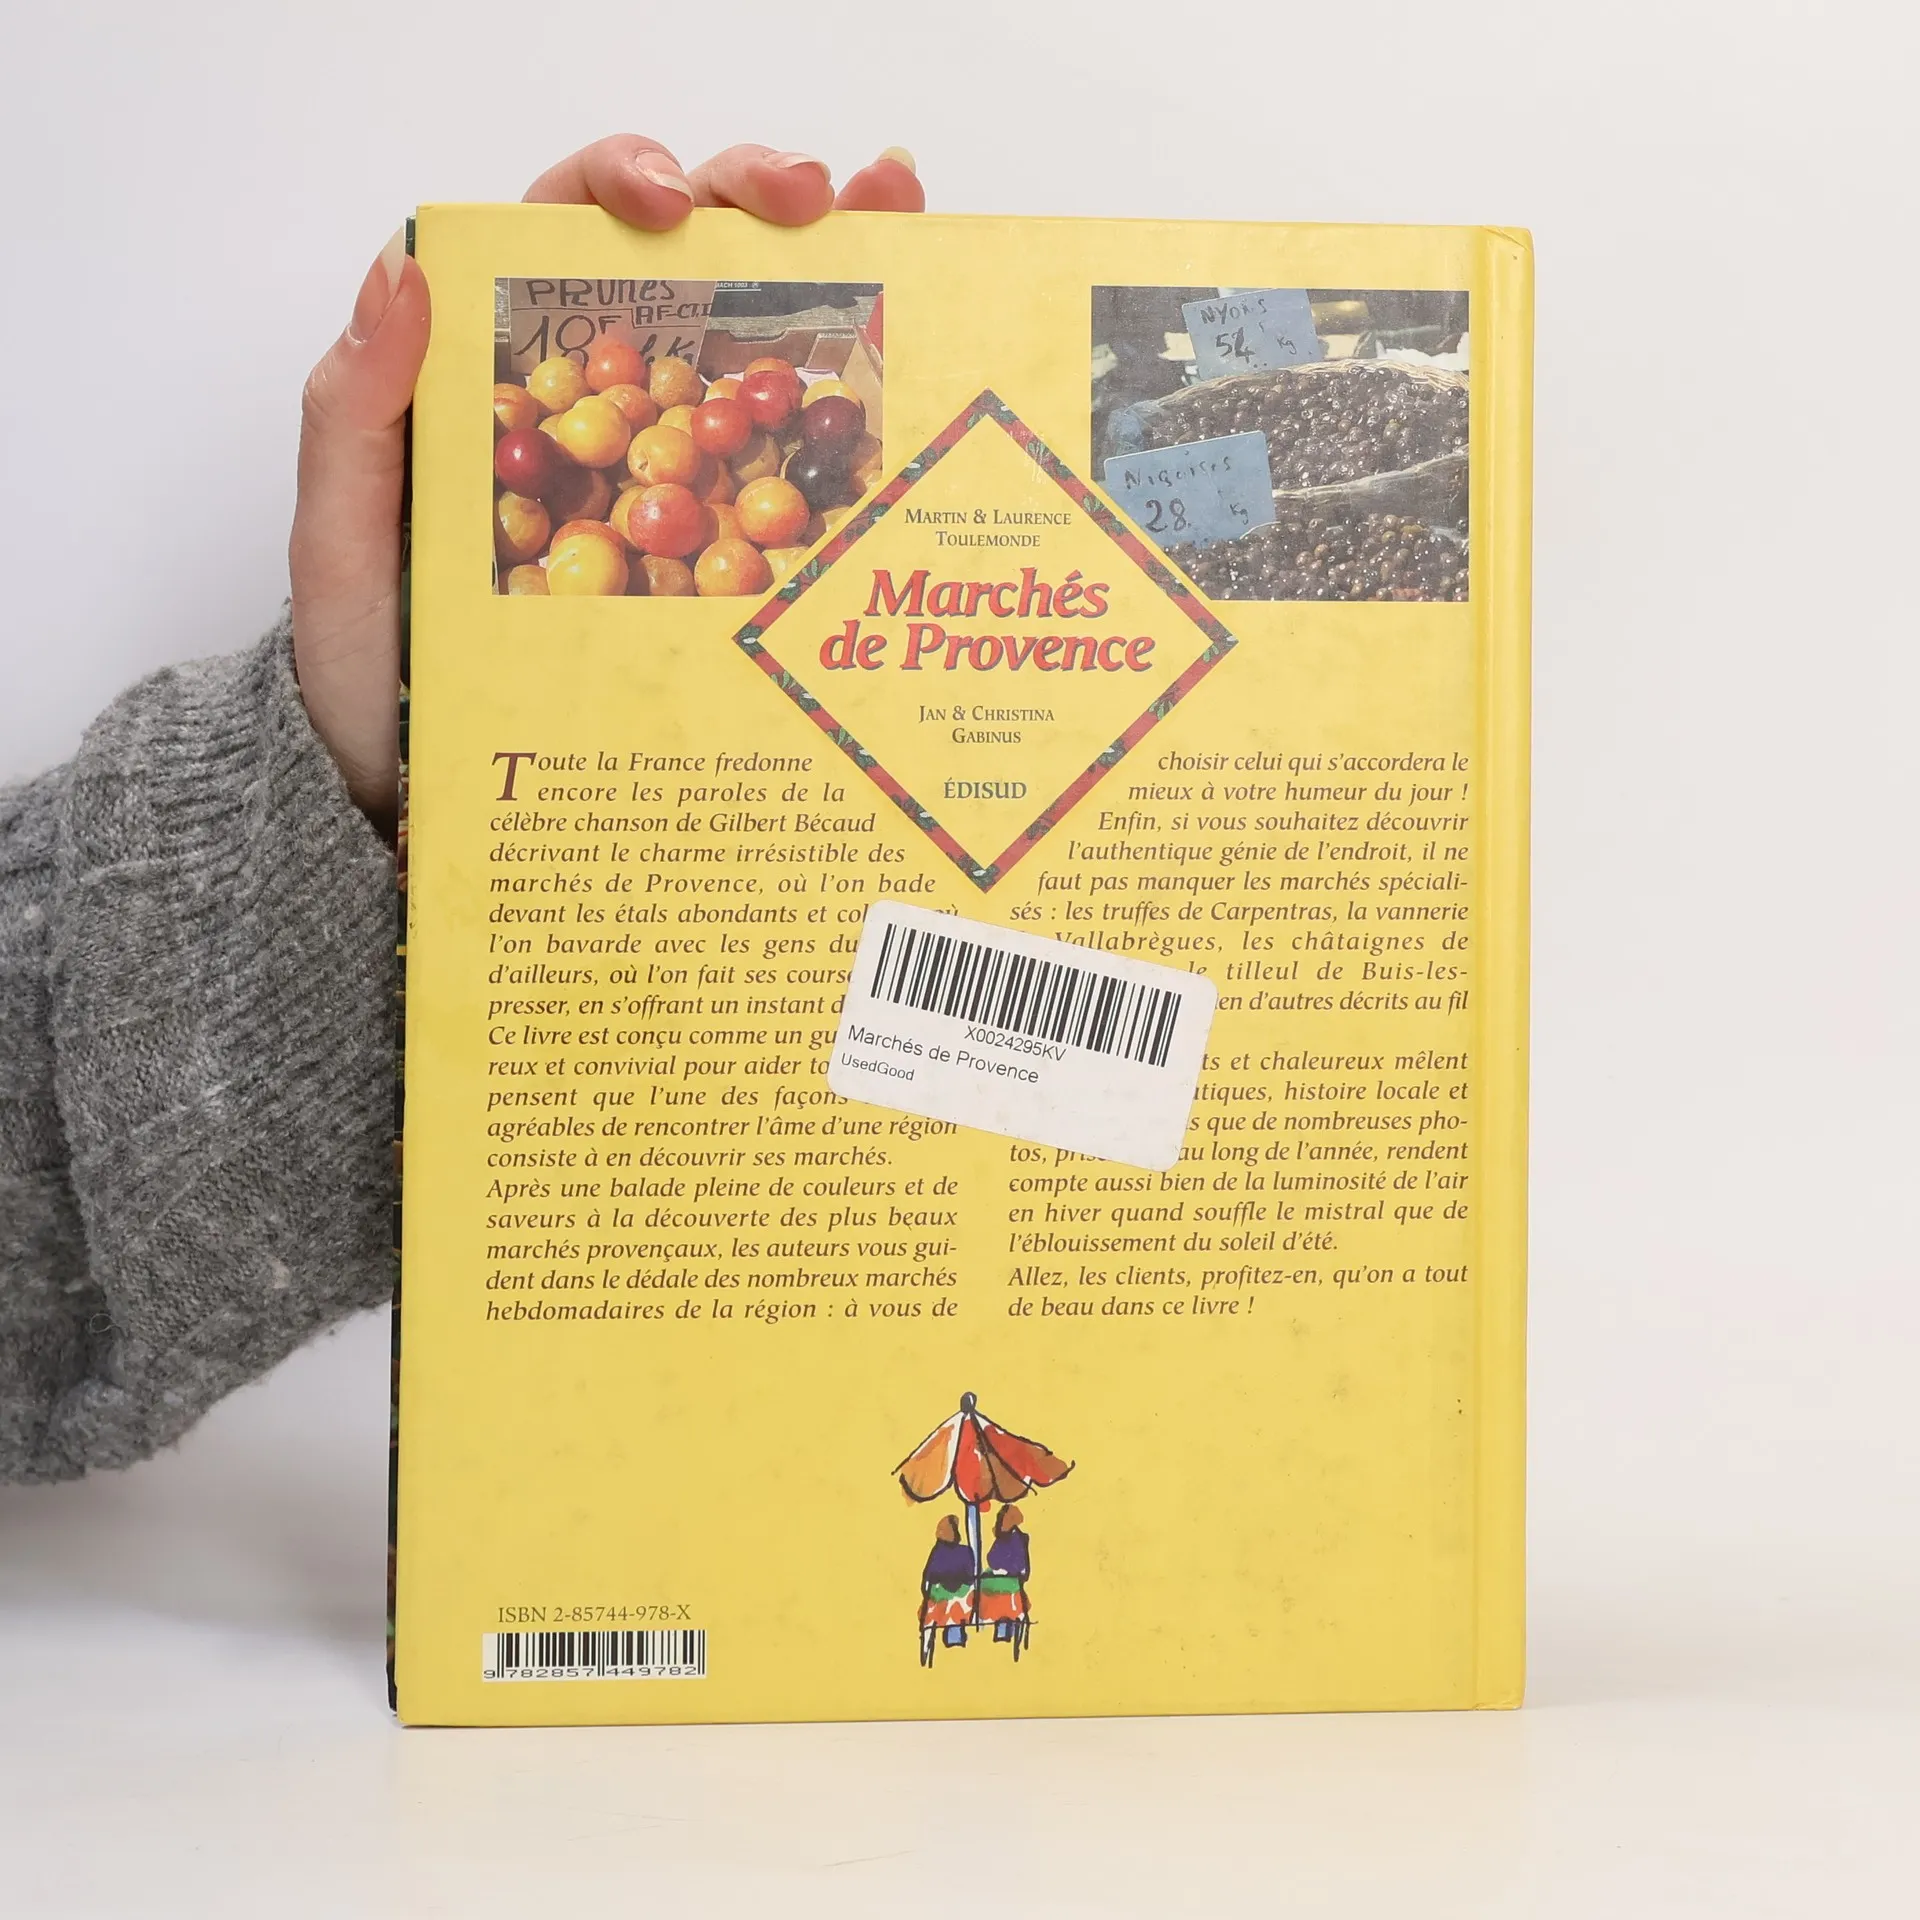 PRUNES
18F
NYONS
52
Kg
NIÇOISES
28
Kg
MARTIN & LAURENCE
TOULEMONDE
Marchés
de Provence
JAN & CHRISTINA
GABINUS
ÉDISUD
Toute la France fredonne
encore les paroles de la
célèbre chanson de Gilbert Bécaud
décrivant le charme irrésistible des
marchés de Provence, où l'on bade
devant les étals abondants et
l'on bavarde avec les gens du
d'ailleurs, où l'on fait ses
presser, en s'offrant un instant
Ce livre est conçu comme un
reux et convivial pour aider
pensent que l'une des façons
agréables de rencontrer l'âme d'une région
consiste à en découvrir ses marchés.
Après une balade pleine de couleurs et de
saveurs à la découverte des plus beaux
marchés provençaux, les auteurs vous gui-
dent dans le dédale des nombreux marchés
hebdomadaires de la région : à vous de
choisir celui qui s'accordera le
mieux à votre humeur du jour !
Enfin, si vous souhaitez découvrir
l'authentique génie de l'endroit, il ne
faut pas manquer les marchés spéciali-
sés : les truffes de Carpentras, la vannerie
Vallabrègues, les châtaignes de
le tilleul de Buis-les-
d'autres décrits au fil
et chaleureux mêlent
histoire locale et
que de nombreuses pho-
tos, au long de l'année, rendent
compte aussi bien de la luminosité de l'air
en hiver quand souffle le mistral que de
l'éblouissement du soleil d'été.
Allez, les clients, profitez-en, qu'on a tout
de beau dans ce livre !
X0024295KV
Marchés de Provence
UsedGood
ISBN 2-85744-978-X
9 782857 449782